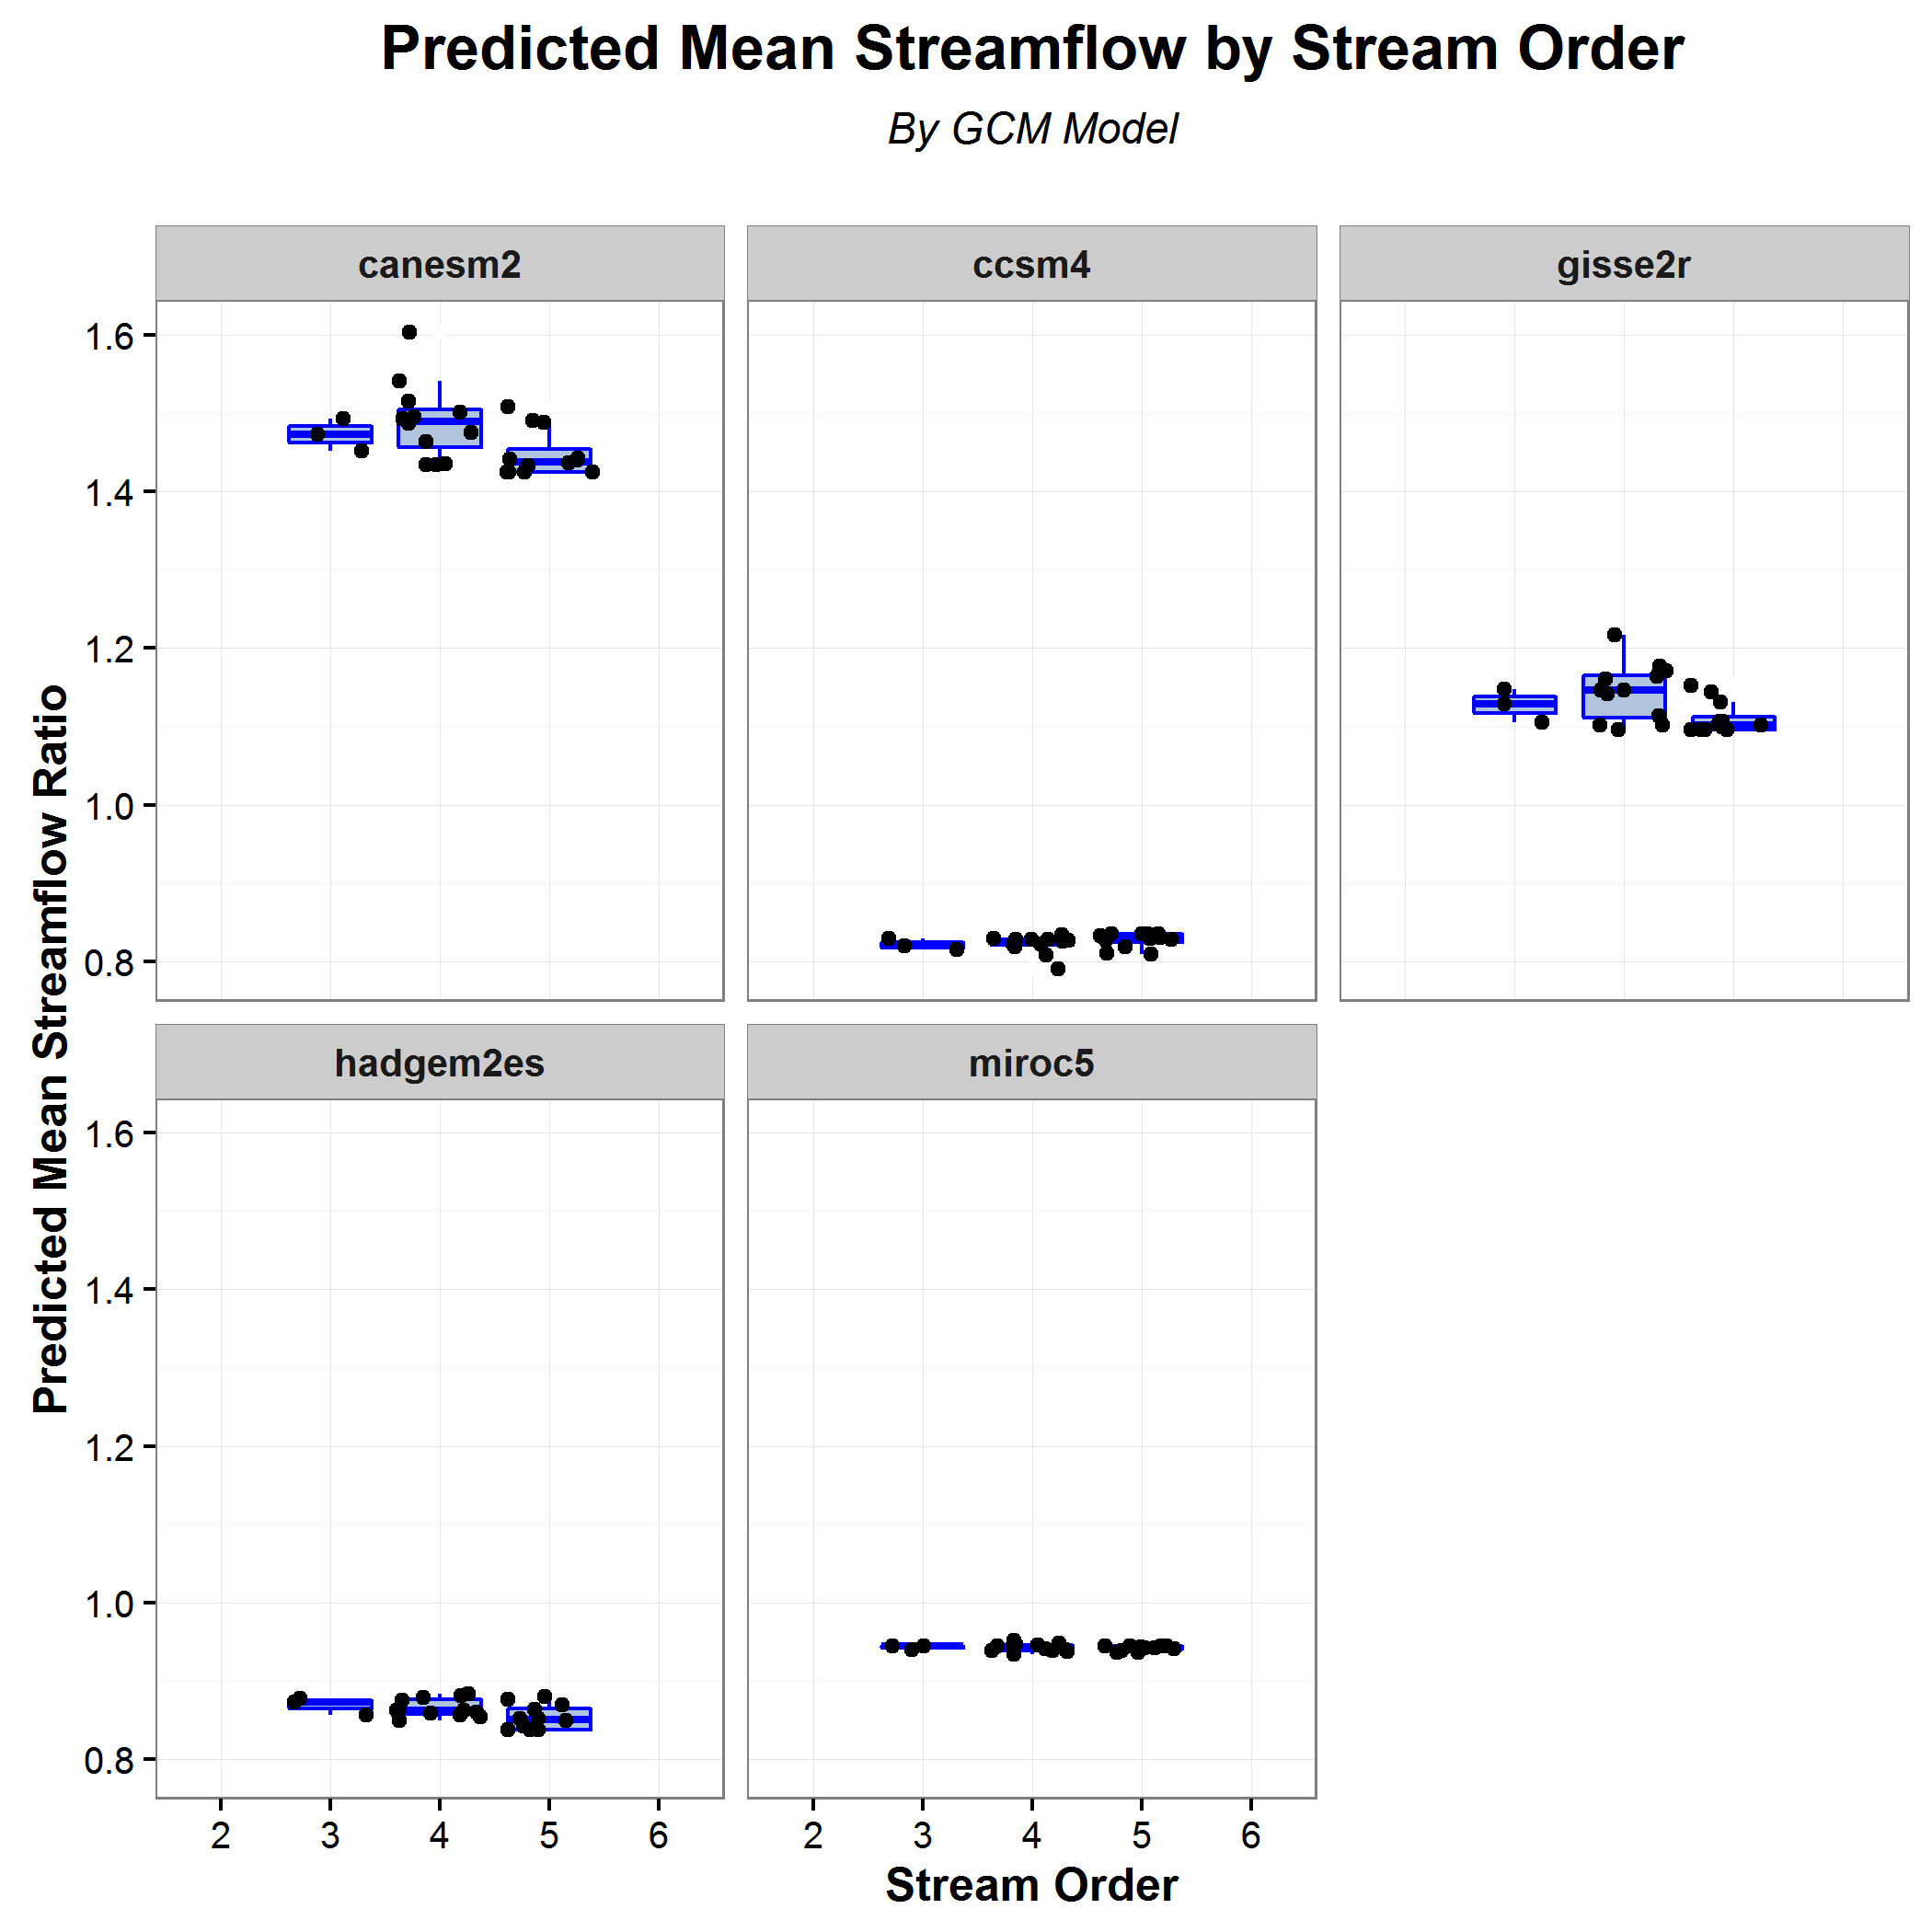 Predicted Mean Streamflow by Stream Order
By GCM Model
canesm2
ccsm4
gisse2r
1.6
1.4
1.2
1.0
0.8
Predicted Mean Streamflow Ratio
hadgem2es
miroc5
1.6
1.4
1.2
1.0
0.8
2 3 4 5 6
2 3 4 5 6
Stream Order